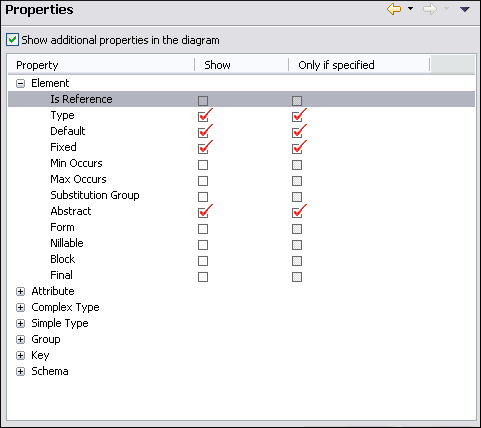 Properties
Show additional properties in the diagram
Property Show Only if specified
Element
Is Reference
Type
Default
Fixed
Min Occurs
Max Occurs
Substitution Group
Abstract
Form
Nillable
Block
Final
Attribute
Complex Type
Simple Type
Group
Key
Schema